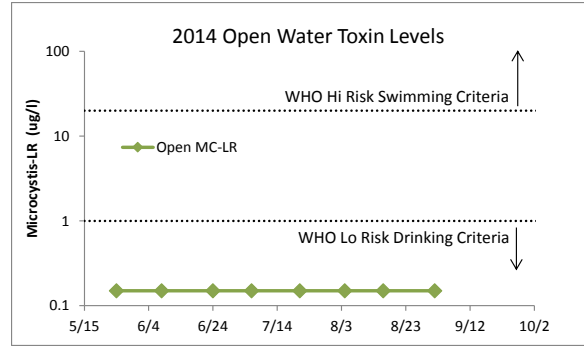 2014 Open Water Toxin Levels
100
WHO Hi Risk Swimming Criteria
10
Open MC-LR
Microcystis-LR (ug/l)
1
WHO Lo Risk Drinking Criteria
0.1
5/15 6/4 6/24 7/14 8/3 8/23 9/12 10/2